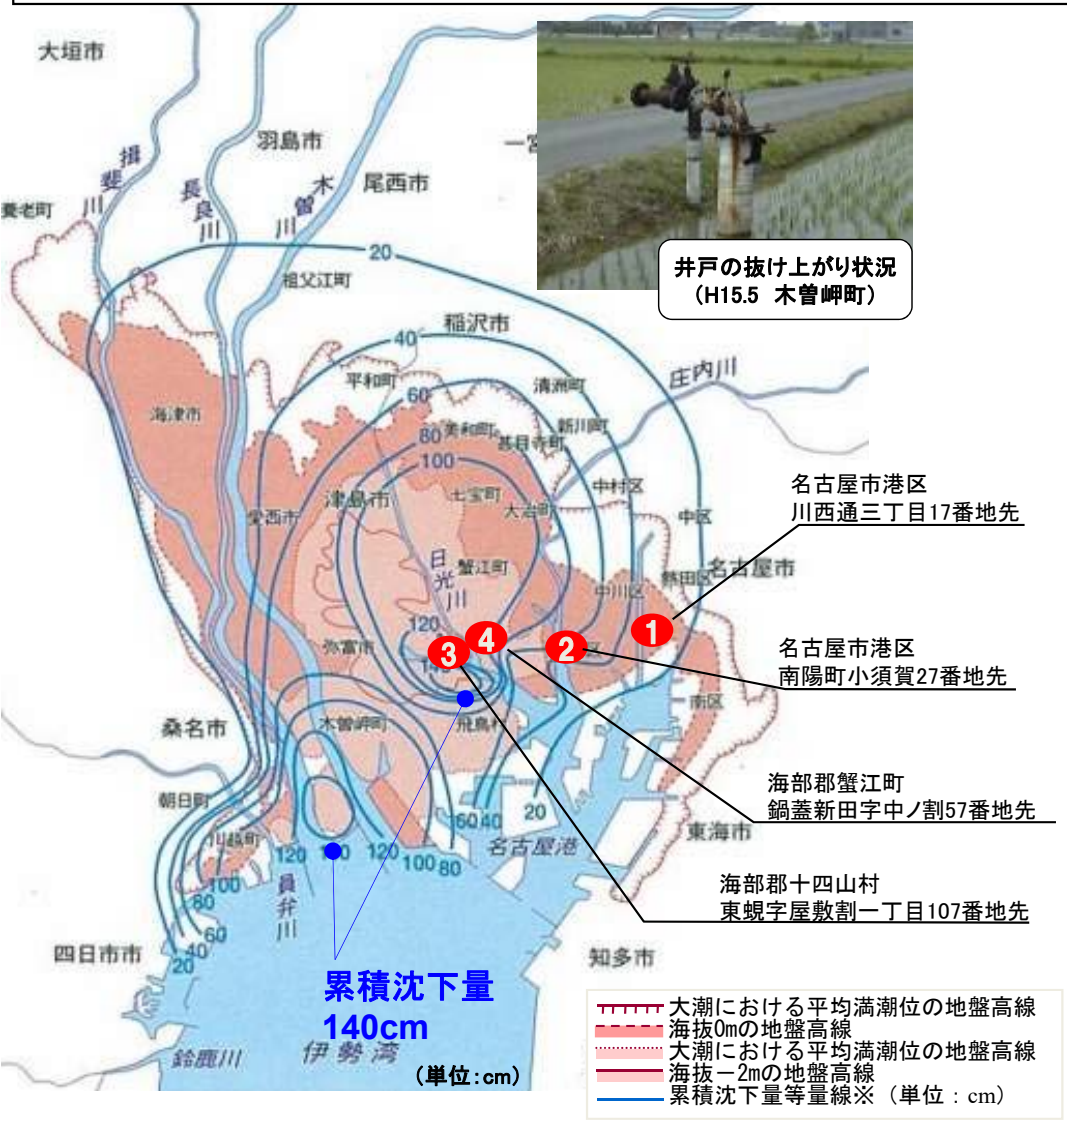 大垣市
羽島市
一宮
尾西市
揖斐川
長良川
木曽川
養老町
井戸の抜け上がり状況
(H15.5 木曽岬町)
20
祖父江町
稲沢市
40
庄内川
平和町
清洲町
60
海津市
新川町
80
美和町
甚目寺町
100
津島市
七宝町
中村区
名古屋市港区
川西通三丁目17番地先
愛西市
大治町
中区
日光川
蟹江町
熱田区
名古屋市
中川区
120
4
1
弥富市
3
2
区
名古屋市港区
南陽町小須賀27番地先
南区
桑名市
木曽岬町
飛島村
海部郡蟹江町
鍋蓋新田字中ノ割57番地先
朝日町
60
40
20
東海市
川越町
名古屋港
120
120
100
80
海部郡十四山村
東蜆字屋敷割一丁目107番地先
100
80
員弁川
60
40
20
四日市市
知多市
累積沈下量
140cm
鈴鹿川
伊勢湾
(単位:cm)
大潮における平均満潮位の地盤高線
海抜0mの地盤高線
大潮における平均満潮位の地盤高線
海抜-2mの地盤高線
累積沈下量等量線※(単位:cm)